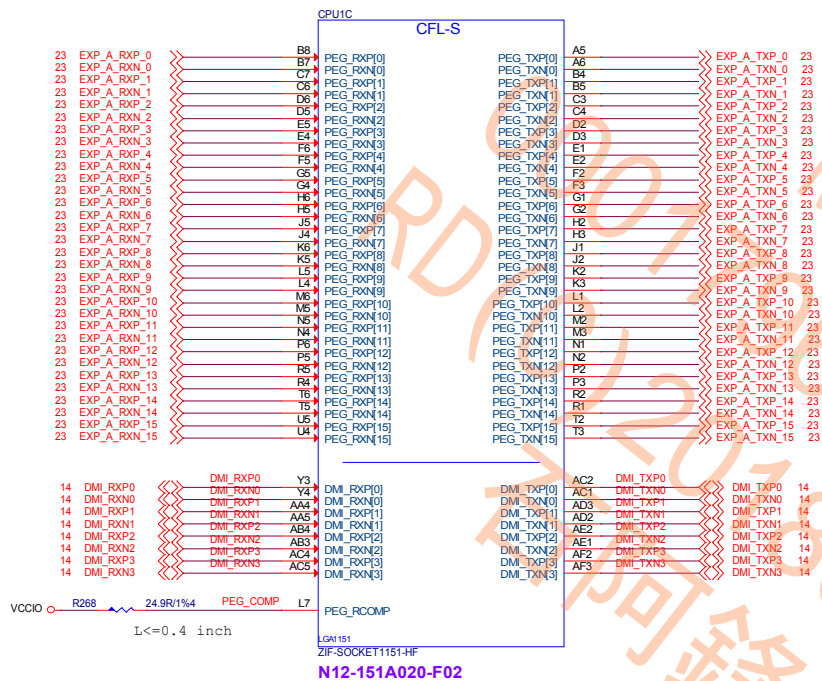 CPU1C
CFL-S
23 EXP_A_RXP_0 B8 PEG_RXP[0] PEG_TXP[0] A5 EXP_A_TXP_0 23
23 EXP_A_RXN_0 B7 PEG_RXN[0] PEG_TXN[0] A6 EXP_A_TXN_0 23
23 EXP_A_RXP_1 C7 PEG_RXP[1] PEG_TXP[1] B4 EXP_A_TXP_1 23
23 EXP_A_RXN_1 C6 PEG_RXN[1] PEG_TXN[1] B5 EXP_A_TXN_1 23
23 EXP_A_RXP_2 D6 PEG_RXP[2] PEG_TXP[2] C3 EXP_A_TXP_2 23
23 EXP_A_RXN_2 D5 PEG_RXN[2] PEG_TXN[2] C4 EXP_A_TXN_2 23
23 EXP_A_RXP_3 E5 PEG_RXP[3] PEG_TXP[3] D2 EXP_A_TXP_3 23
23 EXP_A_RXN_3 E4 PEG_RXN[3] PEG_TXN[3] D3 EXP_A_TXN_3 23
23 EXP_A_RXP_4 F6 PEG_RXP[4] PEG_TXP[4] E1 EXP_A_TXP_4 23
23 EXP_A_RXN_4 F5 PEG_RXN[4] PEG_TXN[4] E2 EXP_A_TXN_4 23
23 EXP_A_RXP_5 G5 PEG_RXP[5] PEG_TXP[5] F2 EXP_A_TXP_5 23
23 EXP_A_RXN_5 G4 PEG_RXN[5] PEG_TXN[5] F3 EXP_A_TXN_5 23
23 EXP_A_RXP_6 H6 PEG_RXP[6] PEG_TXP[6] G1 EXP_A_TXP_6 23
23 EXP_A_RXN_6 H5 PEG_RXN[6] PEG_TXN[6] G2 EXP_A_TXN_6 23
23 EXP_A_RXP_7 J5 PEG_RXP[7] PEG_TXP[7] H2 EXP_A_TXP_7 23
23 EXP_A_RXN_7 J4 PEG_RXN[7] PEG_TXN[7] H3 EXP_A_TXN_7 23
23 EXP_A_RXP_8 K6 PEG_RXP[8] PEG_TXP[8] J1 EXP_A_TXP_8 23
23 EXP_A_RXN_8 K5 PEG_RXN[8] PEG_TXN[8] J2 EXP_A_TXN_8 23
23 EXP_A_RXP_9 L5 PEG_RXP[9] PEG_TXP[9] K2 EXP_A_TXP_9 23
23 EXP_A_RXN_9 L4 PEG_RXN[9] PEG_TXN[9] K3 EXP_A_TXN_9 23
23 EXP_A_RXP_10 M6 PEG_RXP[10] PEG_TXP[10] L1 EXP_A_TXP_10 23
23 EXP_A_RXN_10 M5 PEG_RXN[10] PEG_TXN[10] L2 EXP_A_TXN_10 23
23 EXP_A_RXP_11 N5 PEG_RXP[11] PEG_TXP[11] M2 EXP_A_TXP_11 23
23 EXP_A_RXN_11 N4 PEG_RXN[11] PEG_TXN[11] M3 EXP_A_TXN_11 23
23 EXP_A_RXP_12 P6 PEG_RXP[12] PEG_TXP[12] N1 EXP_A_TXP_12 23
23 EXP_A_RXN_12 P5 PEG_RXN[12] PEG_TXN[12] N2 EXP_A_TXN_12 23
23 EXP_A_RXP_13 R5 PEG_RXP[13] PEG_TXP[13] P2 EXP_A_TXP_13 23
23 EXP_A_RXN_13 R4 PEG_RXN[13] PEG_TXN[13] P3 EXP_A_TXN_13 23
23 EXP_A_RXP_14 T6 PEG_RXP[14] PEG_TXP[14] R2 EXP_A_TXP_14 23
23 EXP_A_RXN_14 T5 PEG_RXN[14] PEG_TXN[14] R1 EXP_A_TXN_14 23
23 EXP_A_RXP_15 U5 PEG_RXP[15] PEG_TXP[15] T2 EXP_A_TXP_15 23
23 EXP_A_RXN_15 U4 PEG_RXN[15] PEG_TXN[15] T3 EXP_A_TXN_15 23
14 DMI_RXP0 DMI_RXP0 Y3 DMI_RXP[0] DMI_TXP[0] AC2 DMI_TXP0 DMI_TXP0 14
14 DMI_RXN0 DMI_RXN0 Y4 DMI_RXN[0] DMI_TXN[0] AC1 DMI_TXN0 DMI_TXN0 14
14 DMI_RXP1 DMI_RXP1 AA4 DMI_RXP[1] DMI_TXP[1] AD3 DMI_TXP1 DMI_TXP1 14
14 DMI_RXN1 DMI_RXN1 AA5 DMI_RXN[1] DMI_TXN[1] AD2 DMI_TXN1 DMI_TXN1 14
14 DMI_RXP2 DMI_RXP2 AB4 DMI_RXP[2] DMI_TXP[2] AE2 DMI_TXP2 DMI_TXP2 14
14 DMI_RXN2 DMI_RXN2 AB3 DMI_RXN[2] DMI_TXN[2] AE1 DMI_TXN2 DMI_TXN2 14
14 DMI_RXP3 DMI_RXP3 AC4 DMI_RXP[3] DMI_TXP[3] AF2 DMI_TXP3 DMI_TXP3 14
14 DMI_RXN3 DMI_RXN3 AC5 DMI_RXN[3] DMI_TXN[3] AF3 DMI_TXN3 DMI_TXN3 14
VCCIO R268 24.9R/1%4 PEG_COMP L7 PEG_RCOMP
L<=0.4 inch
LGA1151
ZIF-SOCKET1151-HF
N12-151A020-F02
RD(C)2018